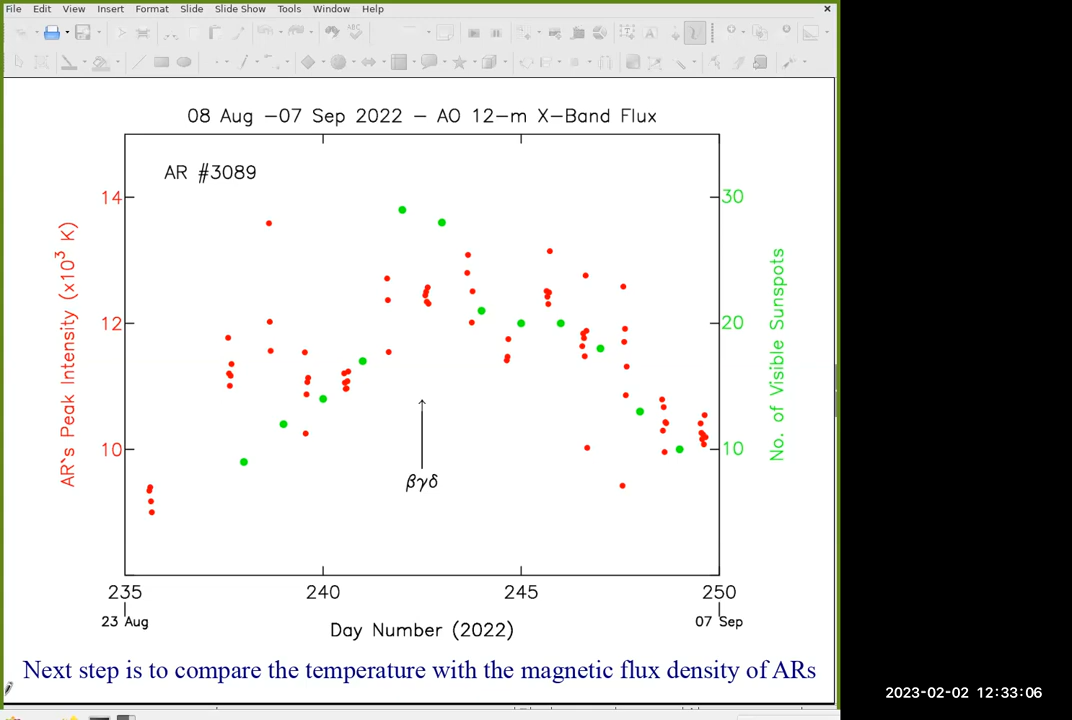 File Edit View Insert Format Slide Slide Show Tools Window Help
08 Aug -07 Sep 2022 - AO 12-m X-Band Flux
AR #3089
14
12
10
AR's Peak Intensity (x10³ K)
30
20
10
No. of Visible Sunspots
βγδ
235 240 245 250
23 Aug 07 Sep
Day Number (2022)
Next step is to compare the temperature with the magnetic flux density of ARs
2023-02-02 12:33:06